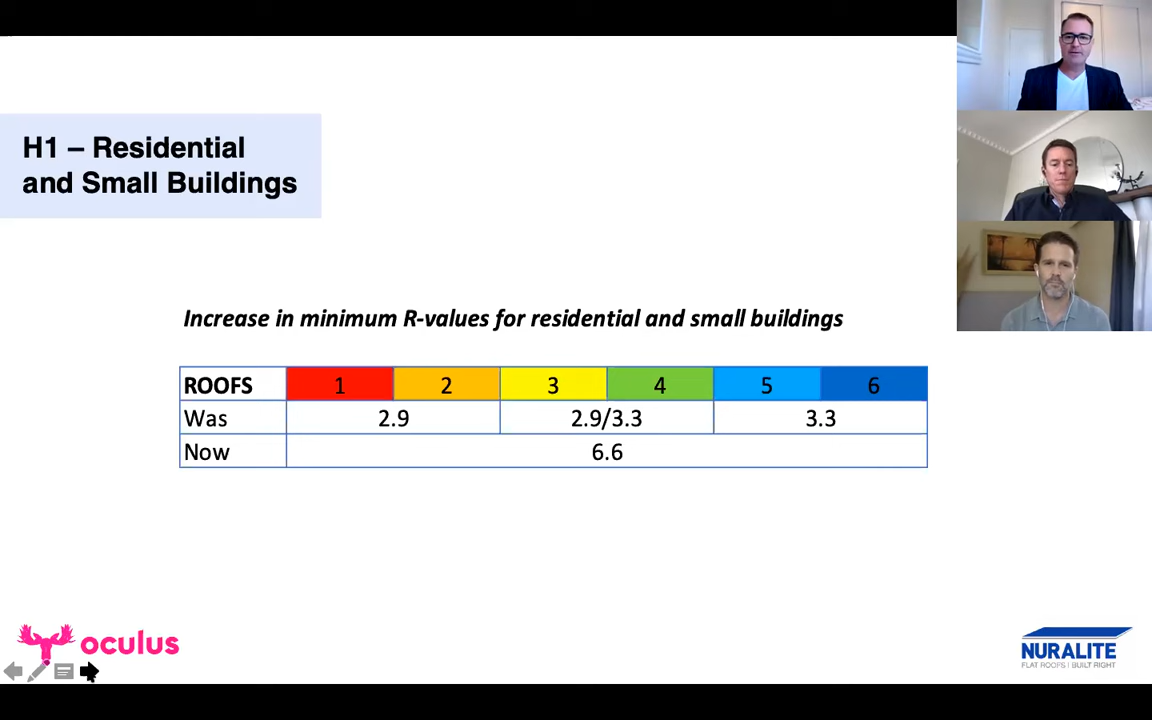 H1 – Residential
and Small Buildings
Increase in minimum R-values for residential and small buildings
ROOFS 1 2 3 4 5 6
Was 2.9 2.9/3.3 3.3
Now 6.6
oculus
NURALITE
FLAT ROOFS | BUILT RIGHT